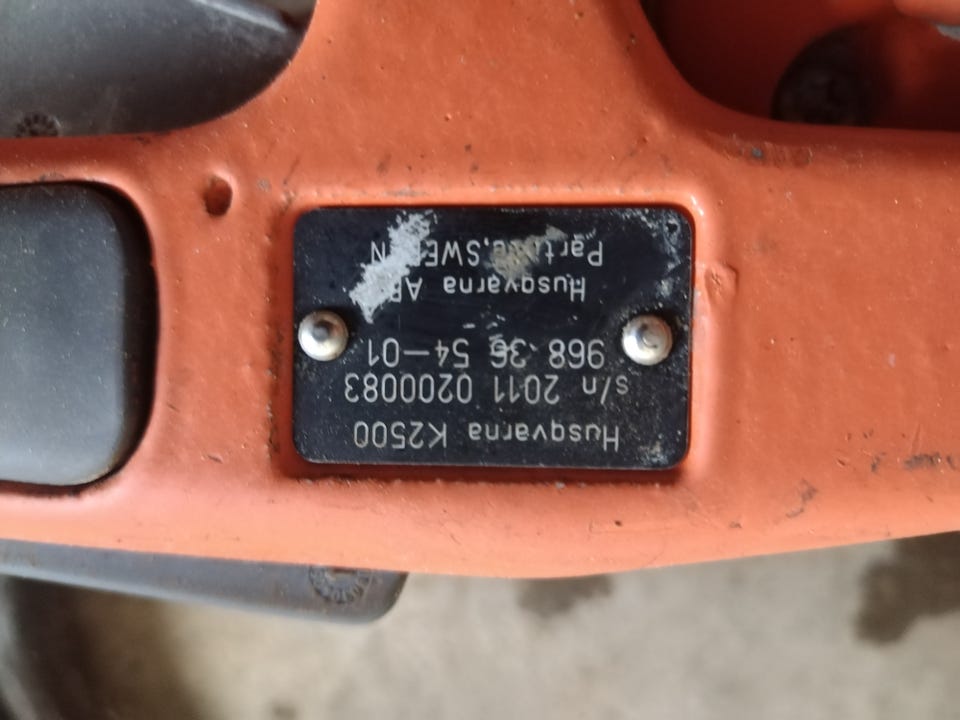 Husqvarna K2500
s/n 2011 0200083
968 36 54-01
Husqvarna AB